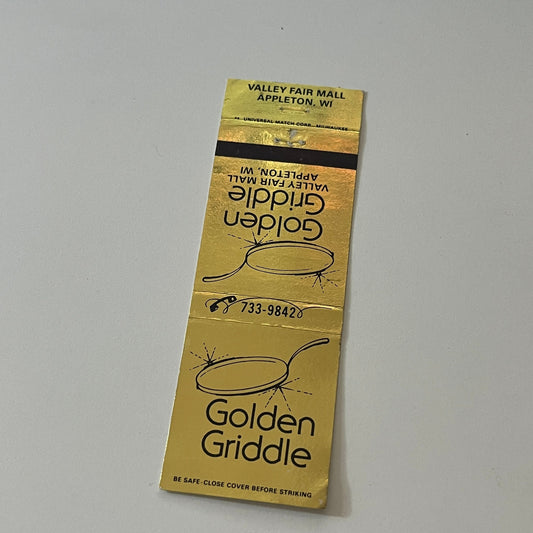 VALLEY FAIR MALL
APPLETON, WI
UNIVERSAL MATCH CORP., MILWAUKEE
VALLEY FAIR MALL
APPLETON, WI
Golden
Griddle
733-9842
Golden
Griddle
BE SAFE-CLOSE COVER BEFORE STRIKING